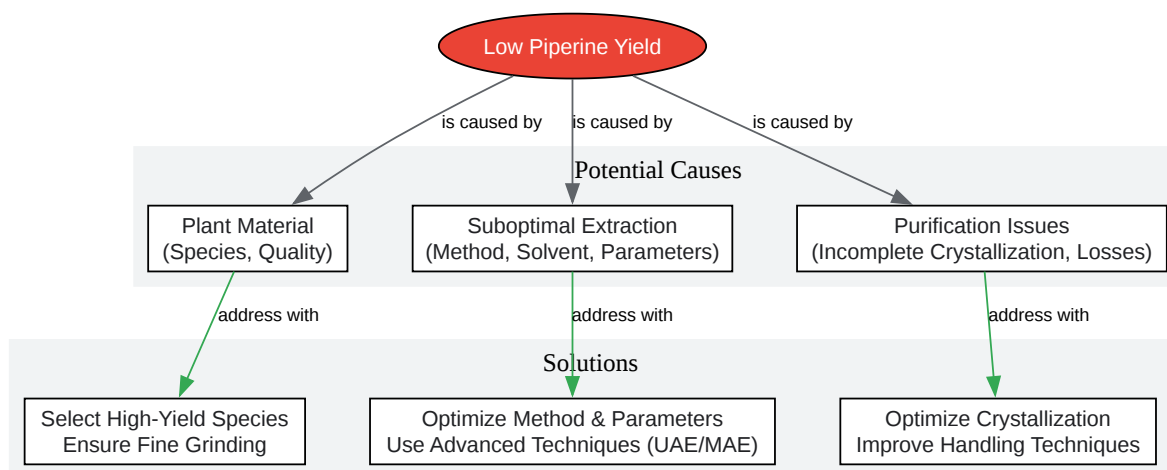 Low Piperine Yield
is caused by
is caused by
is caused by
Potential Causes
Plant Material
(Species, Quality)
Suboptimal Extraction
(Method, Solvent, Parameters)
Purification Issues
(Incomplete Crystallization, Losses)
address with
address with
address with
Solutions
Select High-Yield Species
Ensure Fine Grinding
Optimize Method & Parameters
Use Advanced Techniques (UAE/MAE)
Optimize Crystallization
Improve Handling Techniques